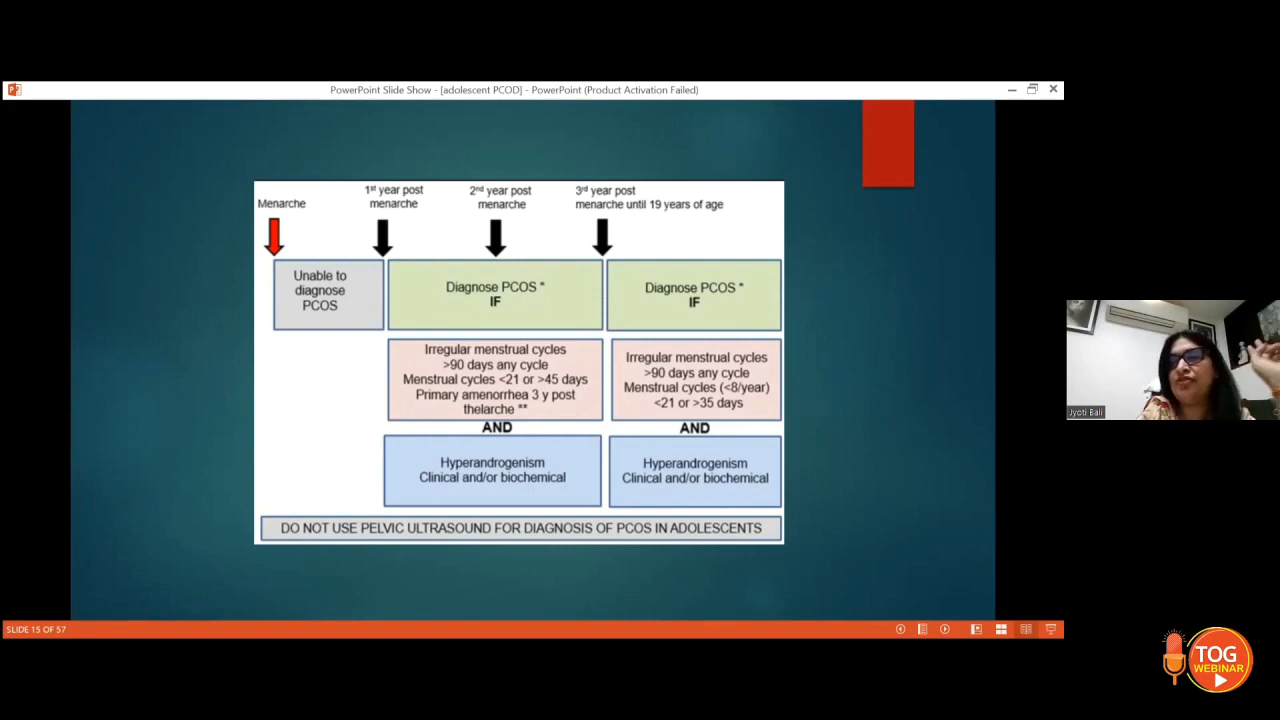 PowerPoint Slide Show - [adolescent PCOD] - PowerPoint (Product Activation Failed)
Menarche
1st year post
menarche
2nd year post
menarche
3rd year post
menarche until 19 years of age
Unable to
diagnose
PCOS
Diagnose PCOS *
IF
Diagnose PCOS *
IF
Irregular menstrual cycles
>90 days any cycle
Menstrual cycles <21 or >45 days
Primary amenorrhea 3 y post
thelarche **
Irregular menstrual cycles
>90 days any cycle
Menstrual cycles (<8/year)
<21 or >35 days
AND
AND
Hyperandrogenism
Clinical and/or biochemical
Hyperandrogenism
Clinical and/or biochemical
DO NOT USE PELVIC ULTRASOUND FOR DIAGNOSIS OF PCOS IN ADOLESCENTS
SLIDE 15 OF 57
Jyoti Bali
TOG
WEBINAR